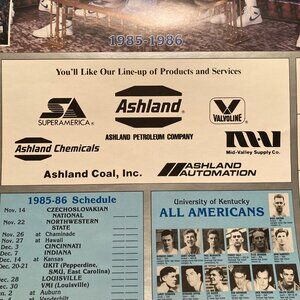 1985-1986
You'll Like Our Line-up of Products and Services
SA
SUPERAMERICA®
Ashland®
ASHLAND PETROLEUM COMPANY
V
VALVOLINE
Ashland Chemicals
Mid-Valley Supply Co.
Ashland Coal, Inc.
ASHLAND
AUTOMATION
1985-86 Schedule
Nov. 14 CZECHOSLOVAKIAN
NATIONAL
Nov. 22 NORTHWESTERN
STATE
Nov. 26 at Chaminade
Nov. 27 at Hawaii
Dec. 3 CINCINNATI
Dec. 7 INDIANA
Dec. 14 at Kansas
Dec. 20-21 UKIT (Pepperdine,
SMU, East Carolina)
Dec. 28 LOUISVILLE
VMI (Louisville)
at Auburn
at Vanderbilt
University of Kentucky
ALL AMERICANS